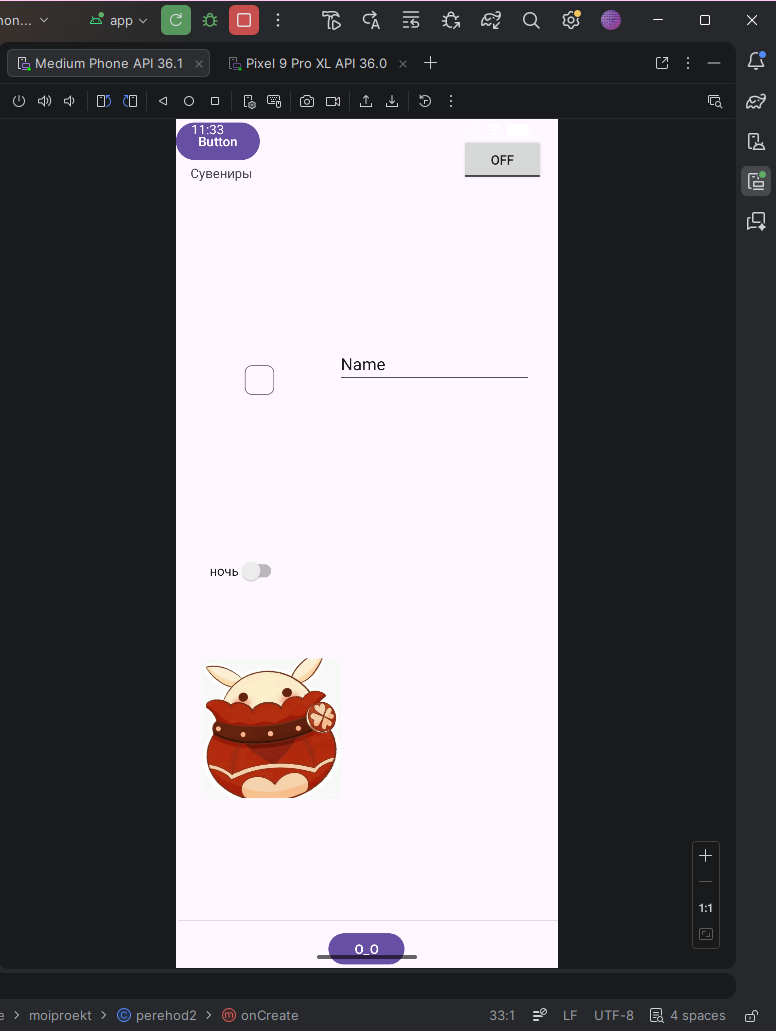 non...
app
Medium Phone API 36.1
Pixel 9 Pro XL API 36.0
11:33
Button
OFF
Сувениры
Name
ночь
1:1
O_O
e > moiproekt > perehod2 > onCreate
33:1 LF UTF-8 4 spaces